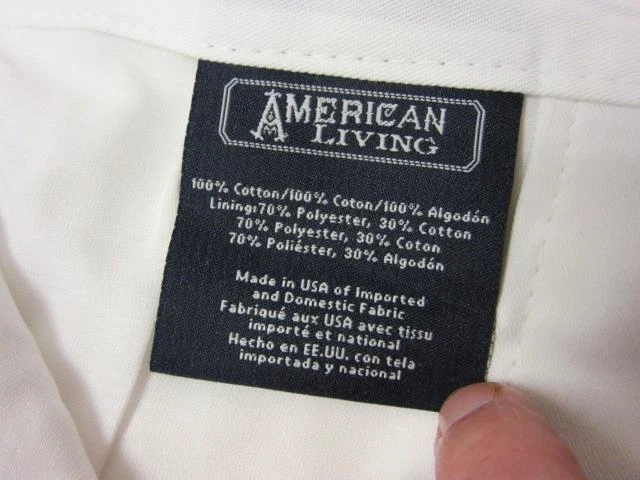 AMERICAN
LIVING
100% Cotton/100% Coton/100% Algodón
Lining:70% Polyester, 30% Cotton
70% Polyester, 30% Coton
70% Poliéster, 30% Algodón
Made in USA of Imported
and Domestic Fabric
Fabriqué aux USA avec tissu
importé et national
Hecho en EE.UU. con tela
importada y nacional